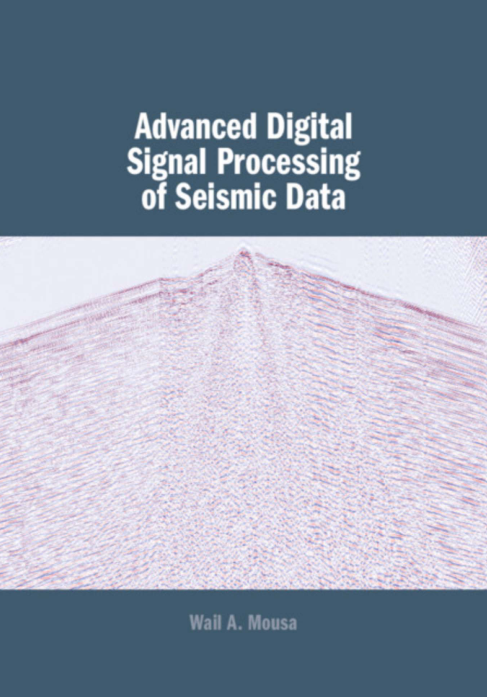 Advanced Digital
Signal Processing
of Seismic Data
Wail A. Mousa